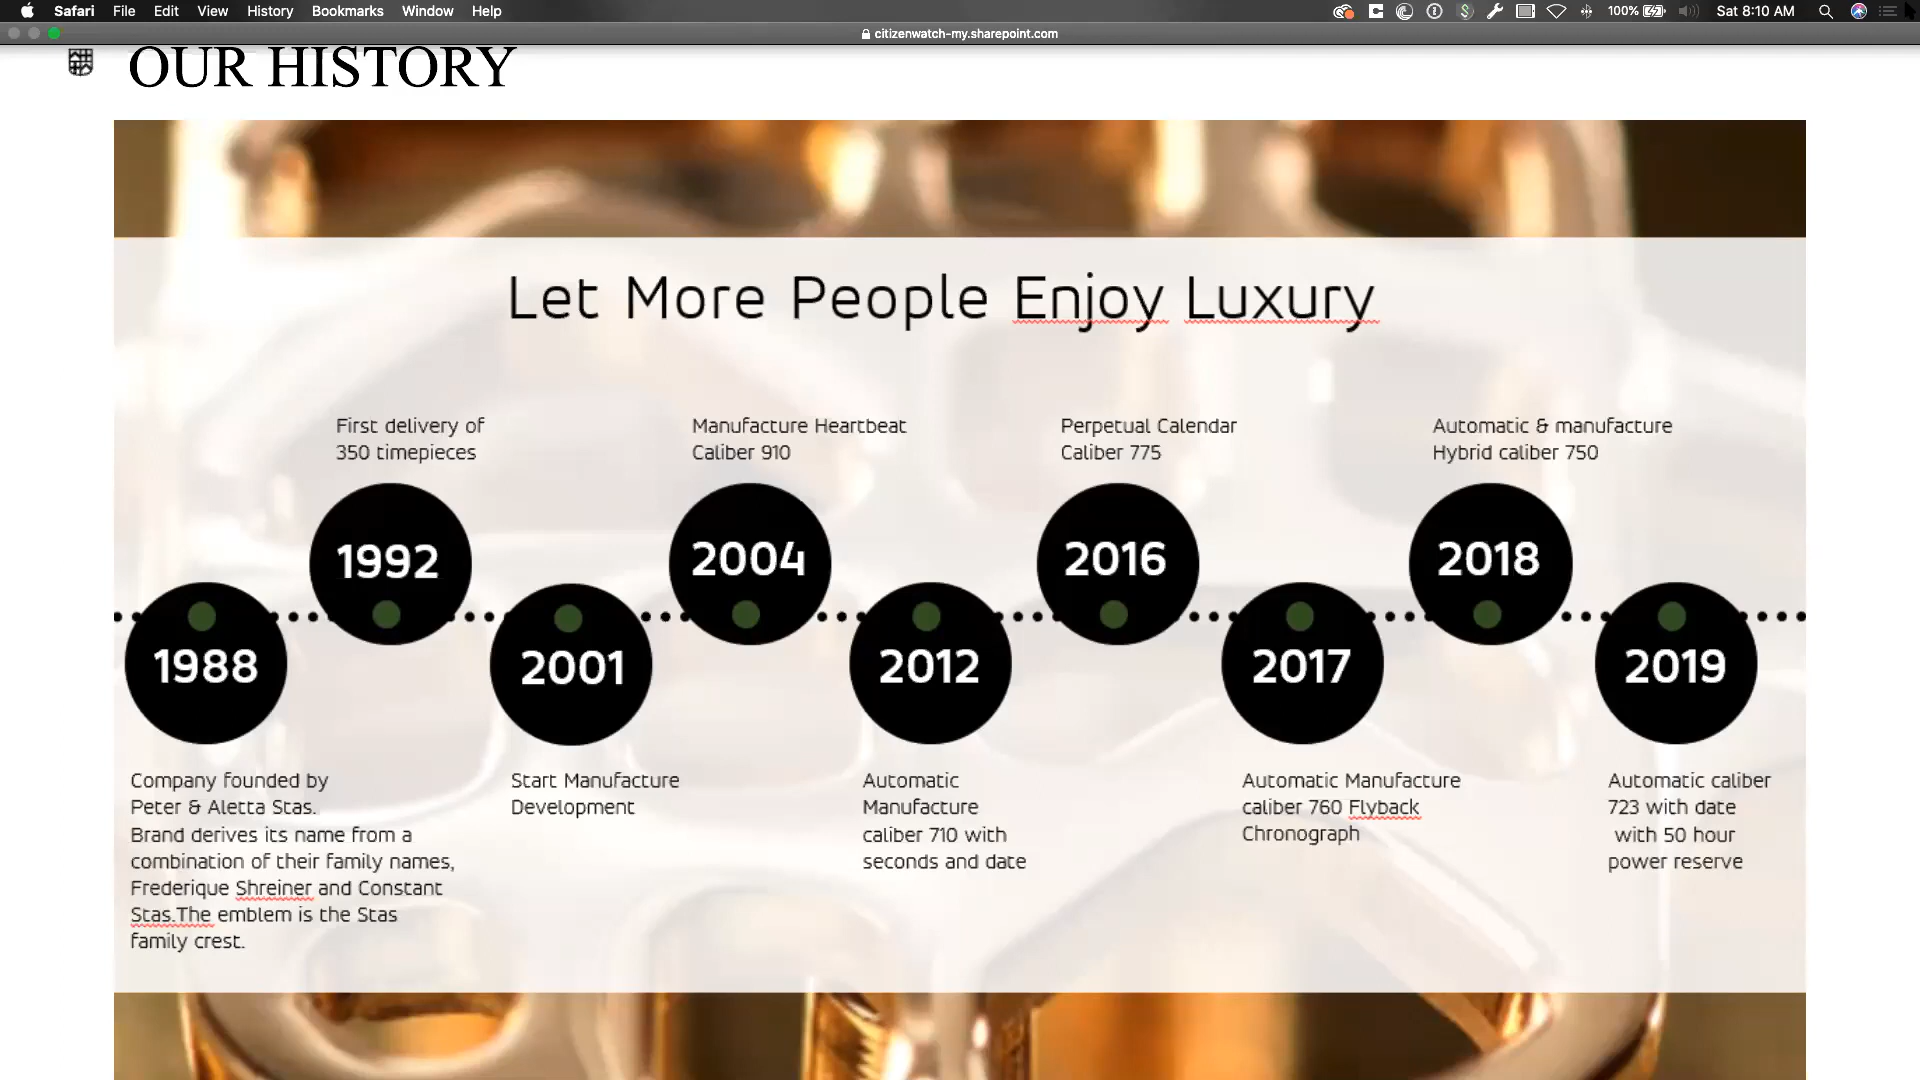 Safari File Edit View History Bookmarks Window Help 100% Sat 8:10 AM
citizenwatch-my.sharepoint.com
OUR HISTORY
Let More People Enjoy Luxury
First delivery of
350 timepieces
Manufacture Heartbeat
Caliber 910
Perpetual Calendar
Caliber 775
Automatic & manufacture
Hybrid caliber 750
1992
2004
2016
2018
1988
2001
2012
2017
2019
Company founded by
Peter & Aletta Stas.
Brand derives its name from a
combination of their family names,
Frederique Shreiner and Constant
Stas.The emblem is the Stas
family crest.
Start Manufacture
Development
Automatic
Manufacture
caliber 710 with
seconds and date
Automatic Manufacture
caliber 760 Flyback
Chronograph
Automatic caliber
723 with date
with 50 hour
power reserve